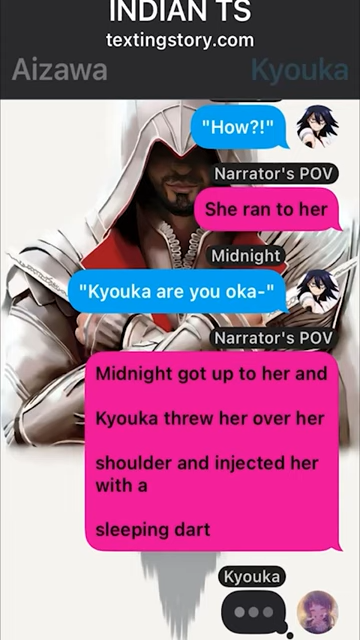 INDIAN TS
textingstory.com
Aizawa
Kyouka
"How?!"
Narrator's POV
She ran to her
Midnight
"Kyouka are you oka-"
Narrator's POV
Midnight got up to her and
Kyouka threw her over her
shoulder and injected her
with a
sleeping dart
Kyouka